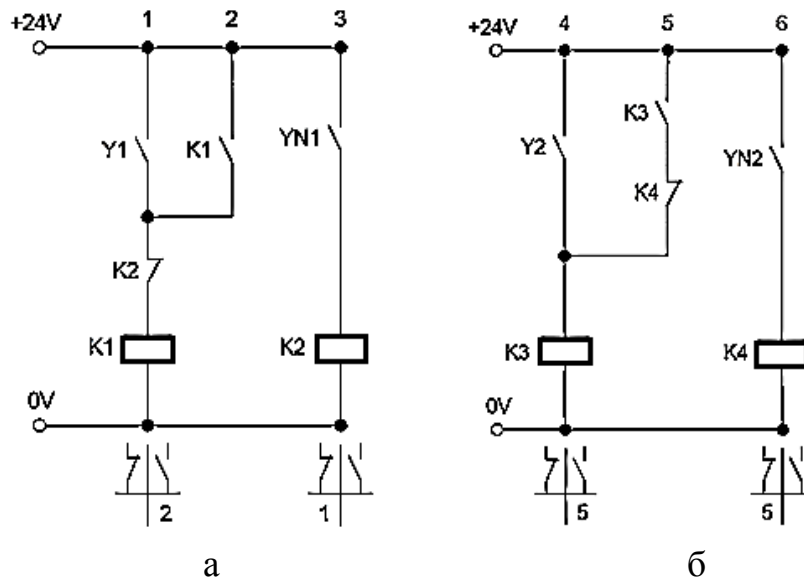 1 2 3
+24V
Y1 K1 YN1
K2
K1 K2
0V
2 1
а
4 5 6
+24V
K3
Y2 YN2
K4
K3 K4
0V
5 5
б